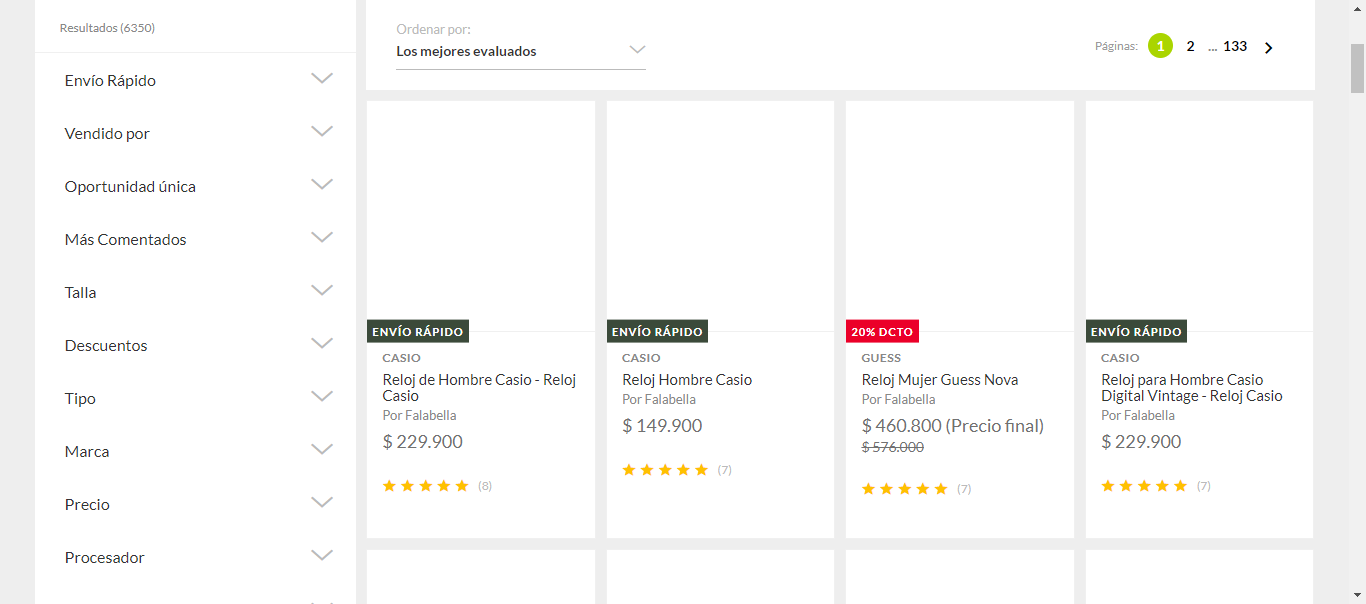 Resultados (6350)
Envío Rápido
Vendido por
Oportunidad única
Más Comentados
Talla
Descuentos
Tipo
Marca
Precio
Procesador
Ordenar por:
Los mejores evaluados
Páginas: 1 2 ... 133
ENVÍO RÁPIDO
CASIO
Reloj de Hombre Casio - Reloj
Casio
Por Falabella
$ 229.900
(8)
ENVÍO RÁPIDO
CASIO
Reloj Hombre Casio
Por Falabella
$ 149.900
(7)
20% DCTO
GUESS
Reloj Mujer Guess Nova
Por Falabella
$ 460.800 (Precio final)
$ 576.000
(7)
ENVÍO RÁPIDO
CASIO
Reloj para Hombre Casio
Digital Vintage - Reloj Casio
Por Falabella
$ 229.900
(7)